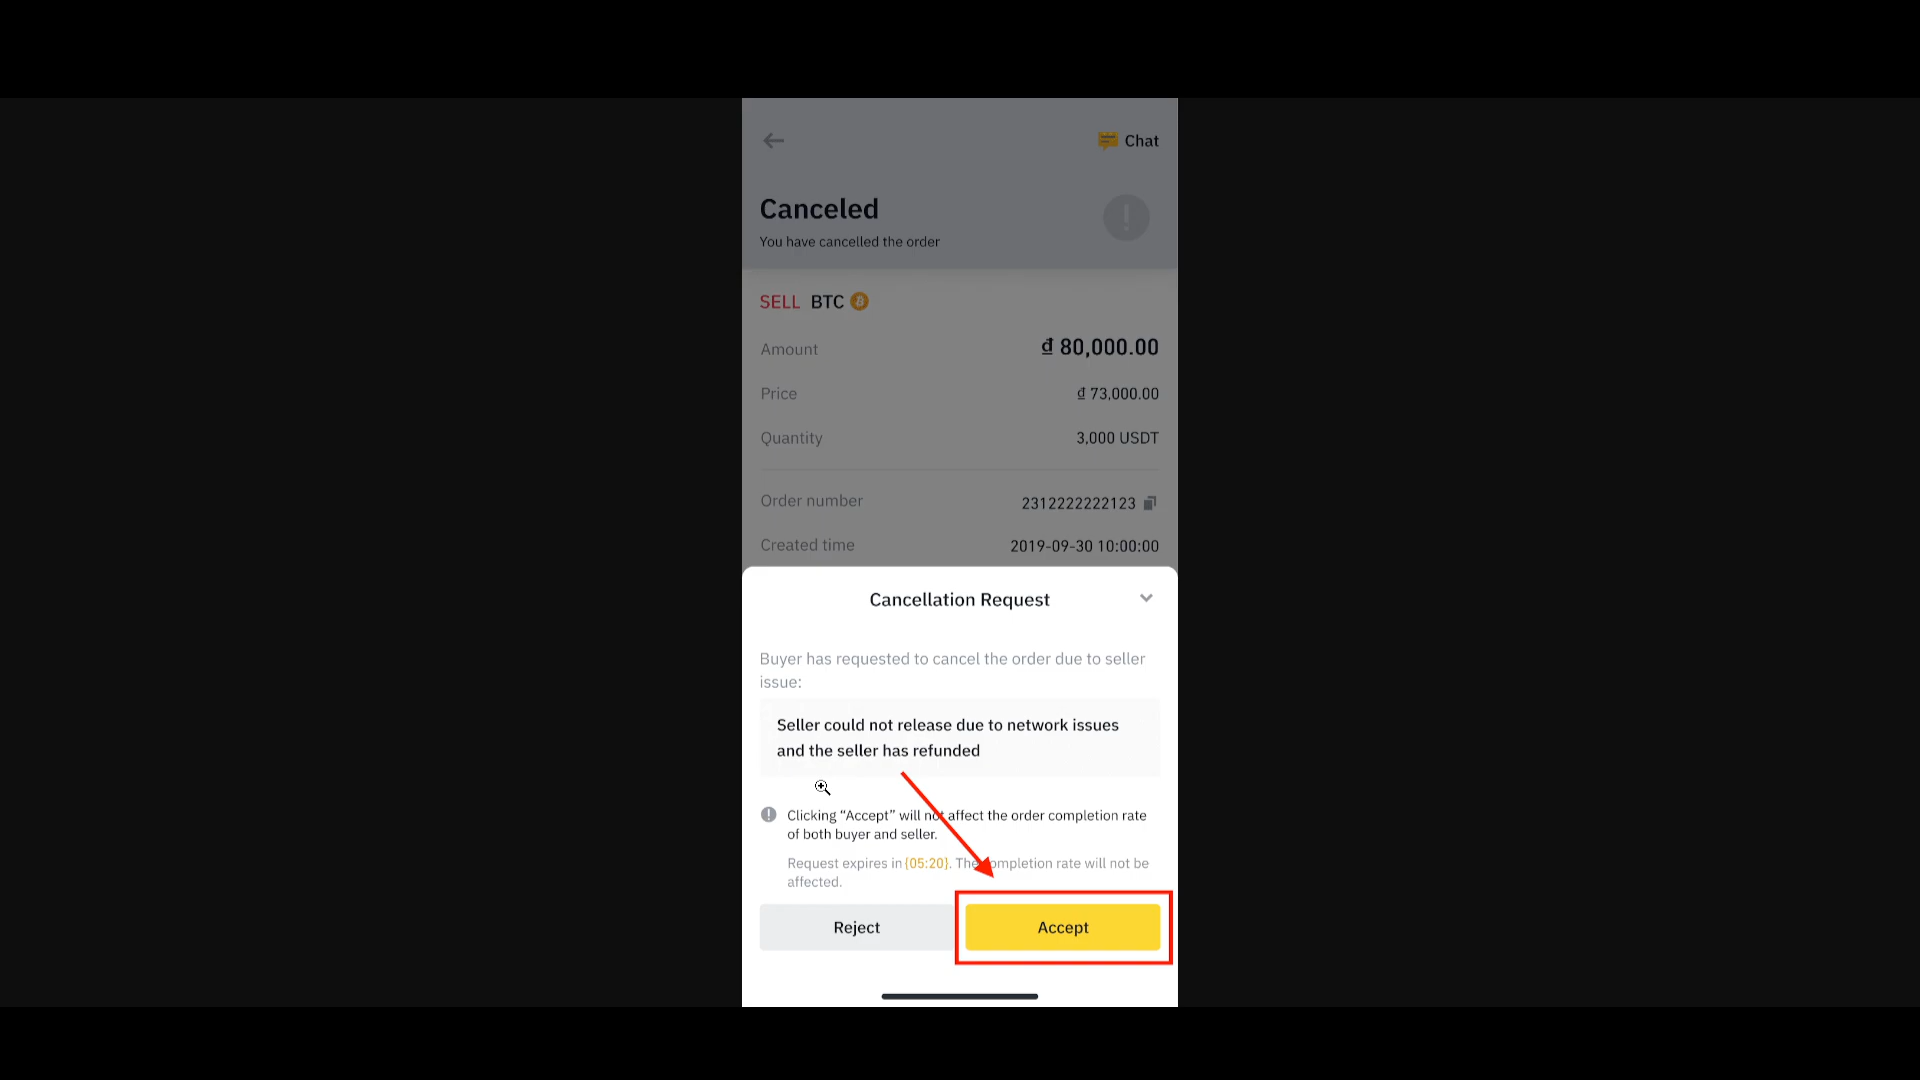 Chat
Canceled
You have cancelled the order
SELL BTC
Amount
₫ 80,000.00
Price
₫ 73,000.00
Quantity
3,000 USDT
Order number
2312222222123
Created time
2019-09-30 10:00:00
Cancellation Request
Buyer has requested to cancel the order due to seller
issue:
Seller could not release due to network issues
and the seller has refunded
Clicking “Accept” will not affect the order completion rate
of both buyer and seller.
Request expires in {05:20}. The completion rate will not be
affected.
Reject
Accept